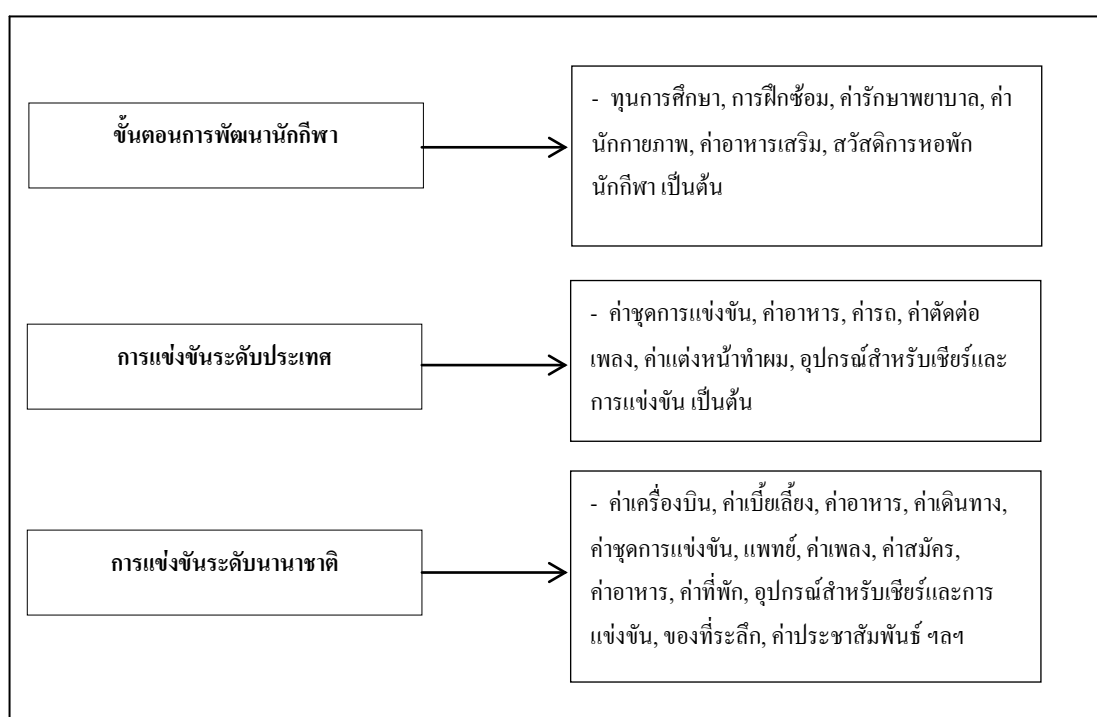 ขั้นตอนการพัฒนานักกีฬา
- ทุนการศึกษา, การฝึกซ้อม, ค่ารักษาพยาบาล, ค่า
นักกายภาพ, ค่าอาหารเสริม, สวัสดิการหอพัก
นักกีฬา เป็นต้น
การแข่งขันระดับประเทศ
- ค่าชุดการแข่งขัน, ค่าอาหาร, ค่ารถ, ค่าตัดต่อ
เพลง, ค่าแต่งหน้าทำผม, อุปกรณ์สำหรับเชียร์และ
การแข่งขัน เป็นต้น
การแข่งขันระดับนานาชาติ
- ค่าเครื่องบิน, ค่าเบี้ยเลี้ยง, ค่าอาหาร, ค่าเดินทาง,
ค่าชุดการแข่งขัน, แพทย์, ค่าเพลง, ค่าสมัคร,
ค่าอาหาร, ค่าที่พัก, อุปกรณ์สำหรับเชียร์และการ
แข่งขัน, ของที่ระลึก, ค่าประชาสัมพันธ์ ฯลฯ